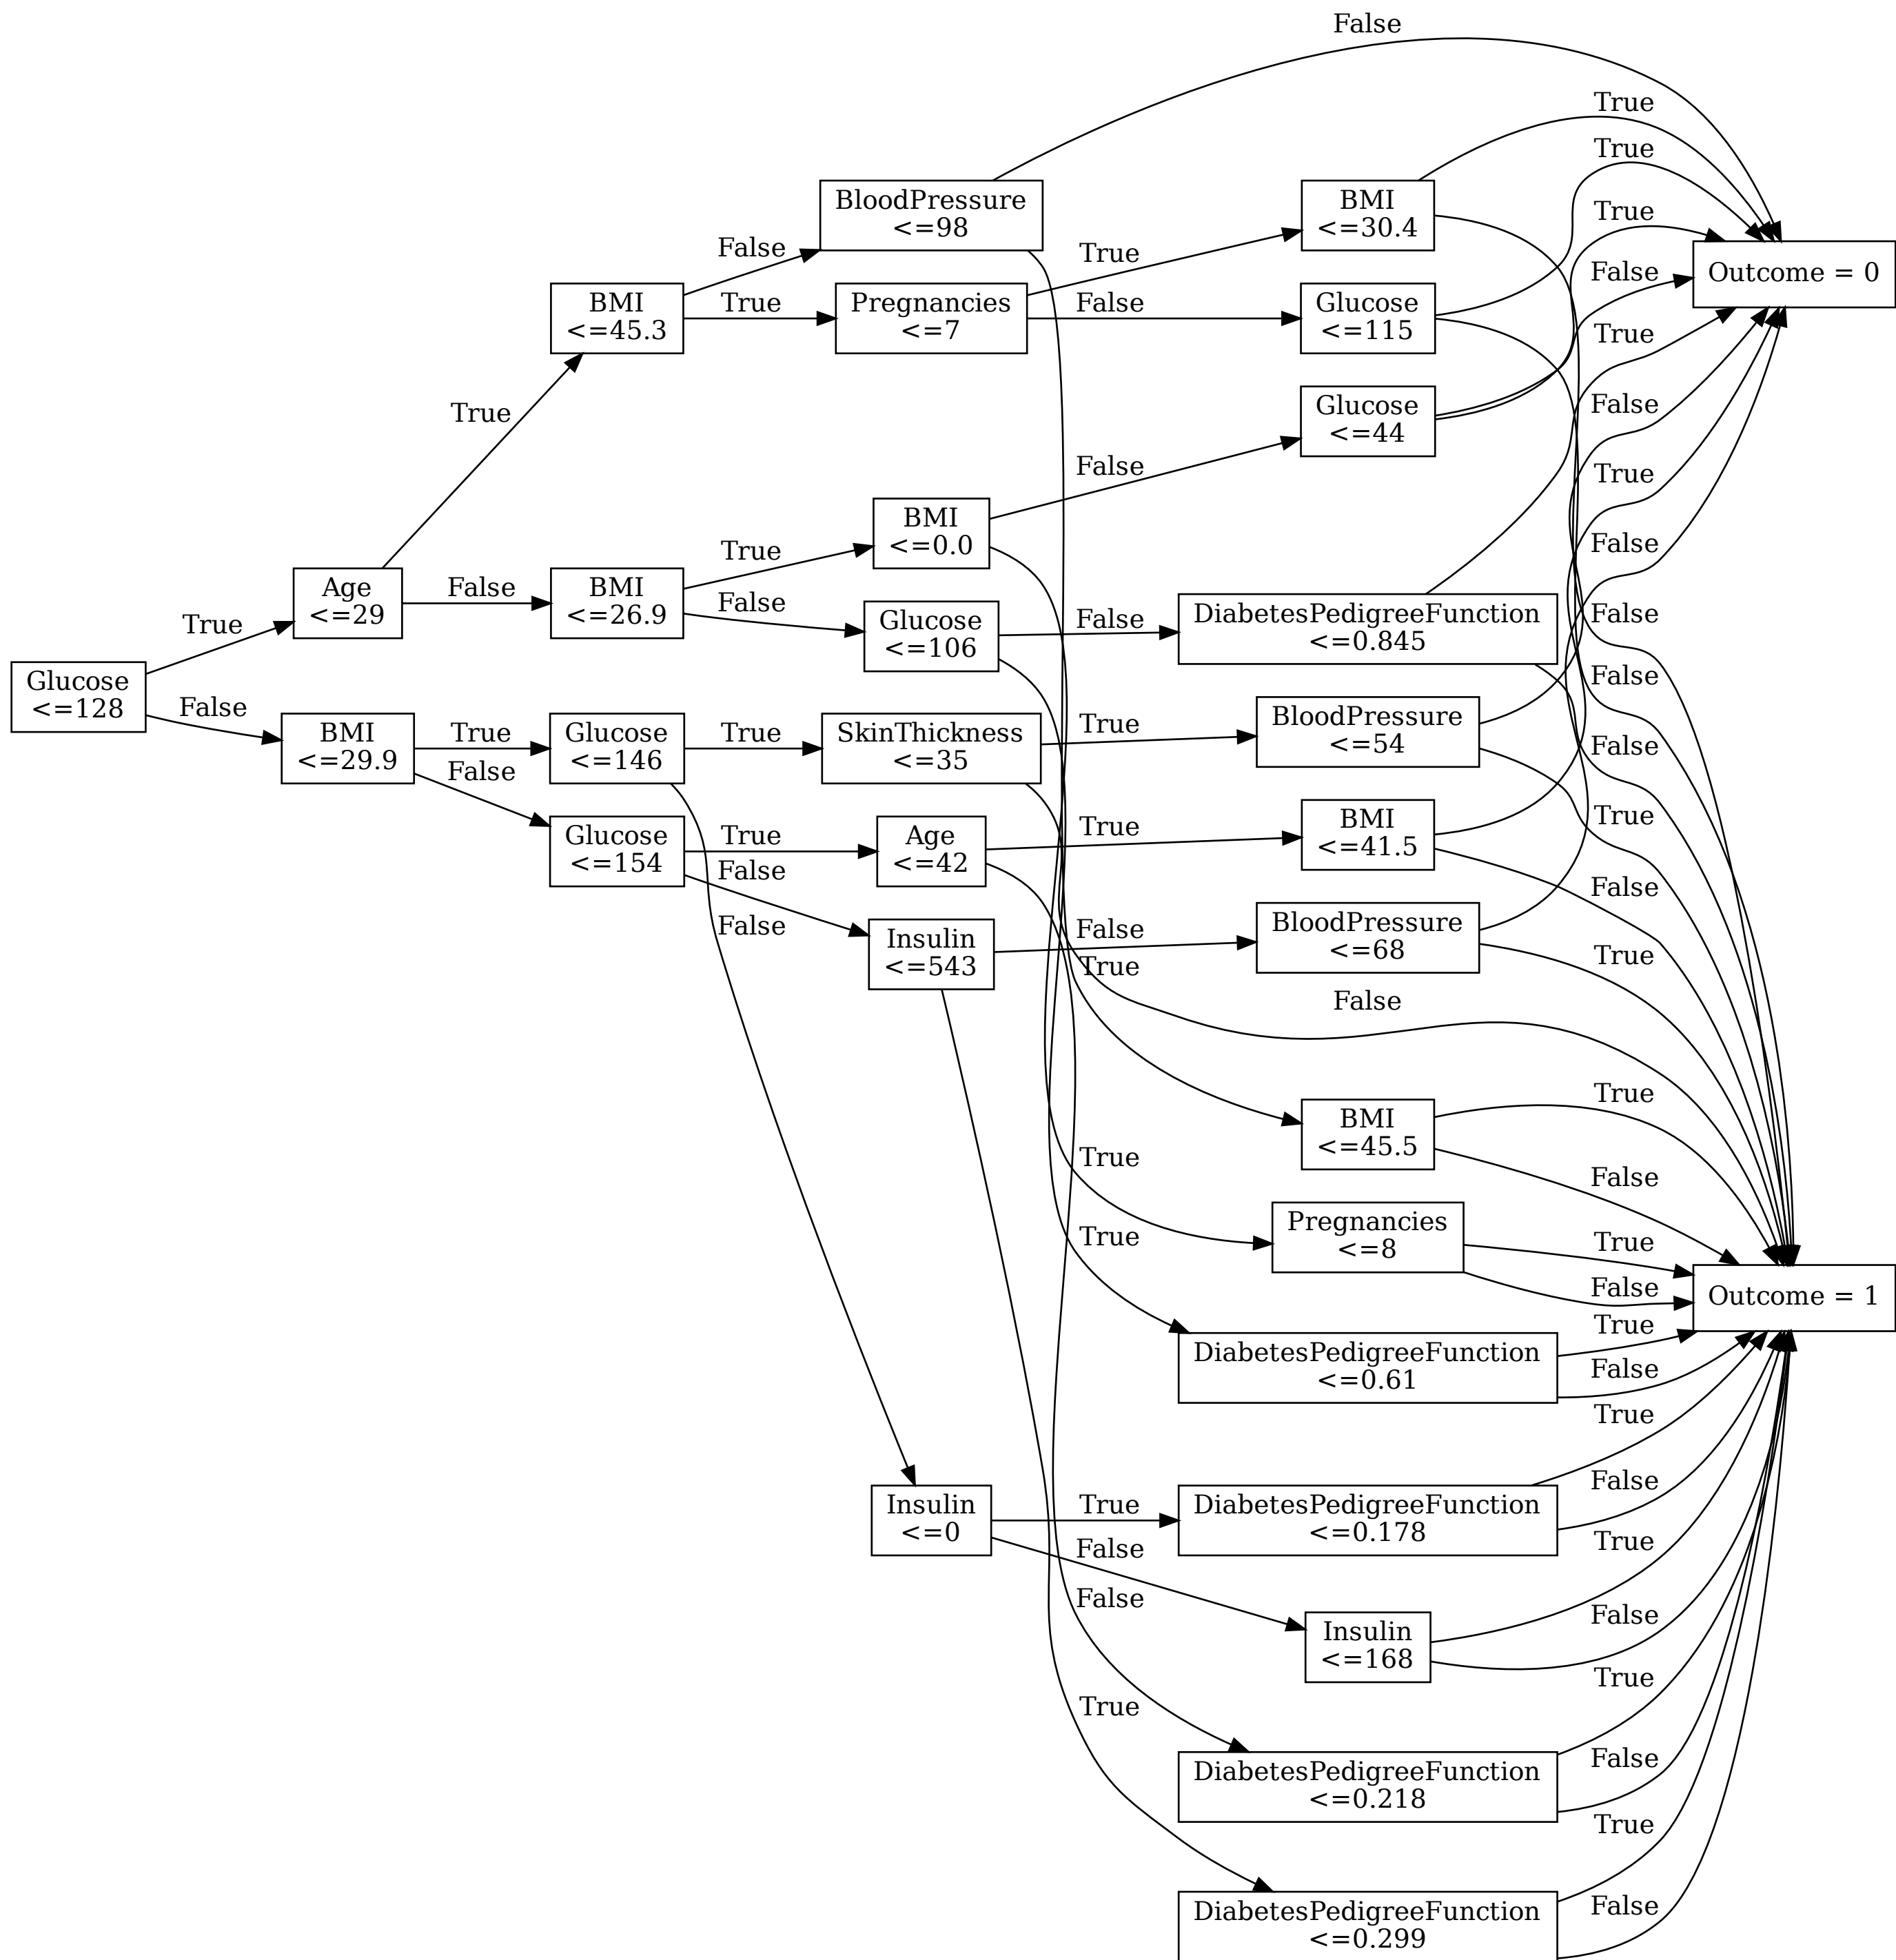 False
True
True
BloodPressure
<=98
BMI
<=30.4
True
False
True
False
Outcome = 0
BMI
<=45.3
True
Pregnancies
<=7
False
Glucose
<=115
True
True
Glucose
<=44
False
False
True
False
BMI
<=0.0
True
False
Age
<=29
False
BMI
<=26.9
False
Glucose
<=106
False
DiabetesPedigreeFunction
<=0.845
False
True
Glucose
<=128
False
False
BMI
<=29.9
True
Glucose
<=146
True
SkinThickness
<=35
True
BloodPressure
<=54
False
False
Glucose
<=154
True
Age
<=42
True
BMI
<=41.5
True
False
False
False
Insulin
<=543
False
BloodPressure
<=68
True
True
False
BMI
<=45.5
True
True
False
Pregnancies
<=8
True
False
Outcome = 1
True
DiabetesPedigreeFunction
<=0.61
True
False
True
Insulin
<=0
True
DiabetesPedigreeFunction
<=0.178
False
False
True
False
Insulin
<=168
False
True
True
DiabetesPedigreeFunction
<=0.218
False
True
DiabetesPedigreeFunction
<=0.299
False